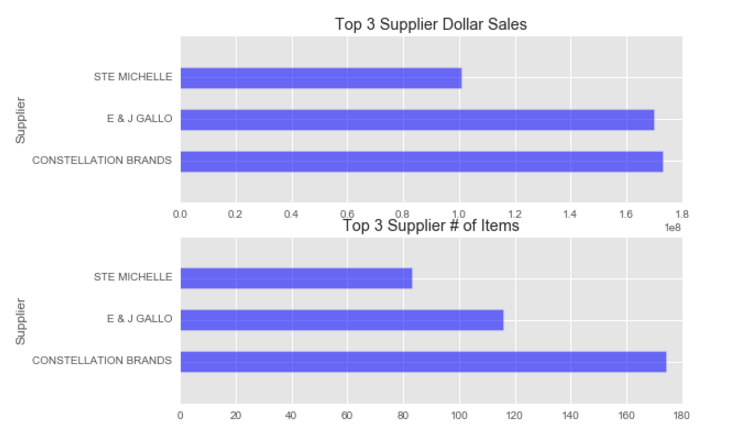 Top 3 Supplier Dollar Sales
Supplier
STE MICHELLE
E & J GALLO
CONSTELLATION BRANDS
0.0 0.2 0.4 0.6 0.8 1.0 1.2 1.4 1.6 1.8
1e8
Top 3 Supplier # of Items
Supplier
STE MICHELLE
E & J GALLO
CONSTELLATION BRANDS
0 20 40 60 80 100 120 140 160 180